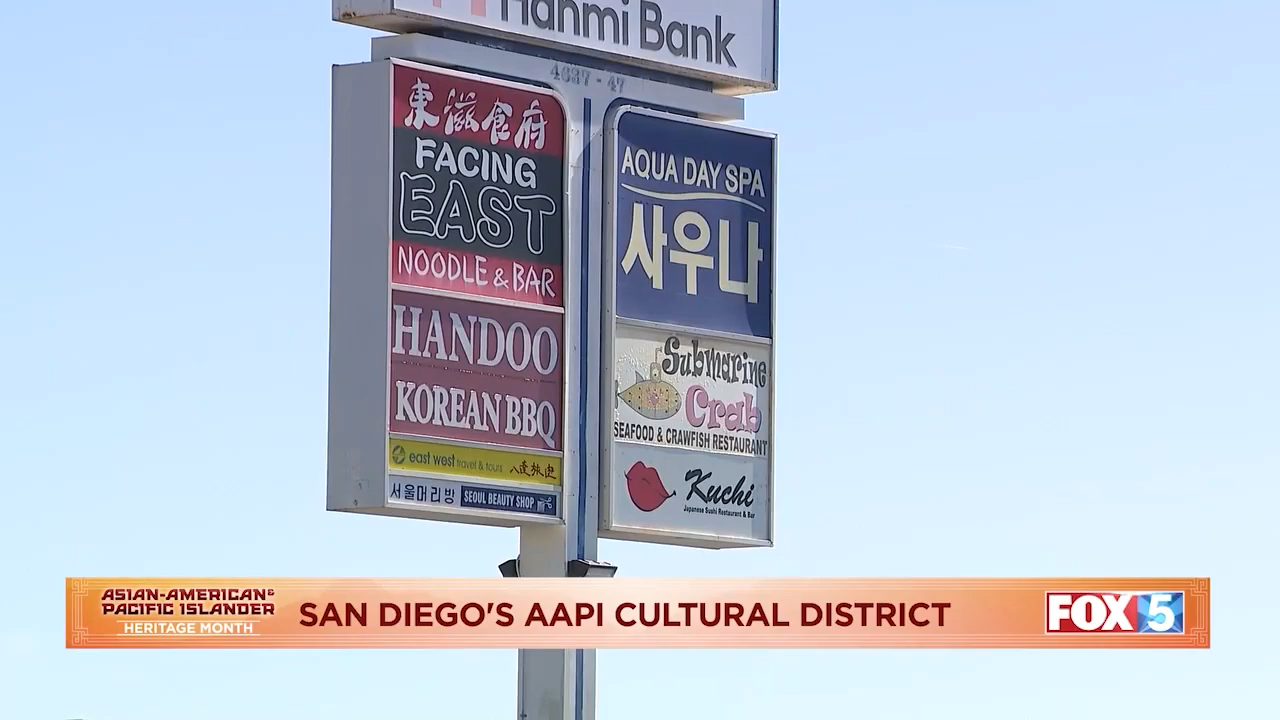 Hanmi Bank
4637 - 47
東滋食府
FACING
EAST
NOODLE & BAR
HANDOO
KOREAN BBQ
east west travel & tours
서울머리방 SEOUL BEAUTY SHOP
AQUA DAY SPA
사우나
Submarine
Crab
SEAFOOD & CRAWFISH RESTAURANT
Kuchi
Japanese Sushi Restaurant & Bar
ASIAN-AMERICAN &
PACIFIC ISLANDER
HERITAGE MONTH
SAN DIEGO'S AAPI CULTURAL DISTRICT
FOX 5